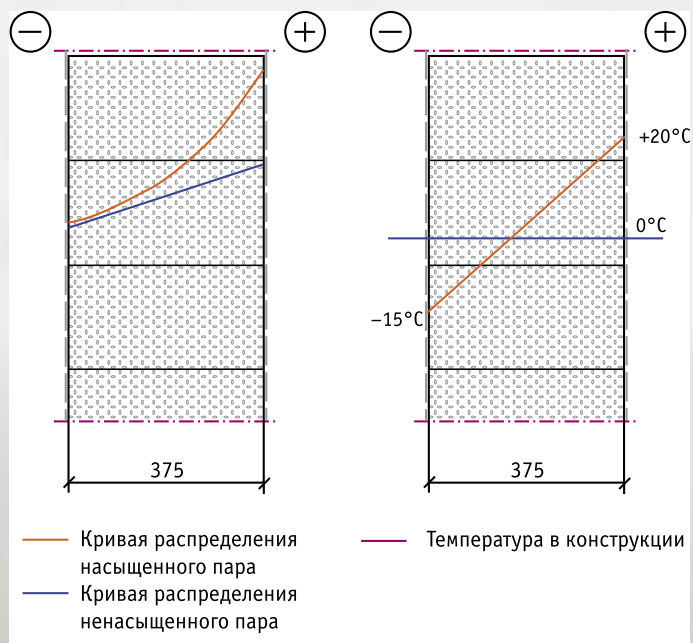 − + − +
+20°C
0°C
−15°C
375 375
Кривая распределения
насыщенного пара
Кривая распределения
ненасыщенного пара
Температура в конструкции